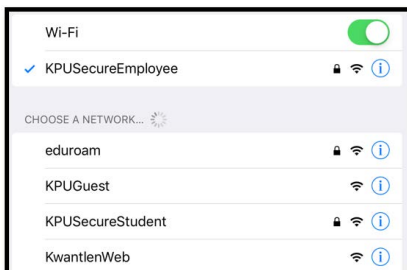 Wi-Fi
KPUSecureEmployee
CHOOSE A NETWORK...
eduroam
KPUGuest
KPUSecureStudent
KwantlenWeb